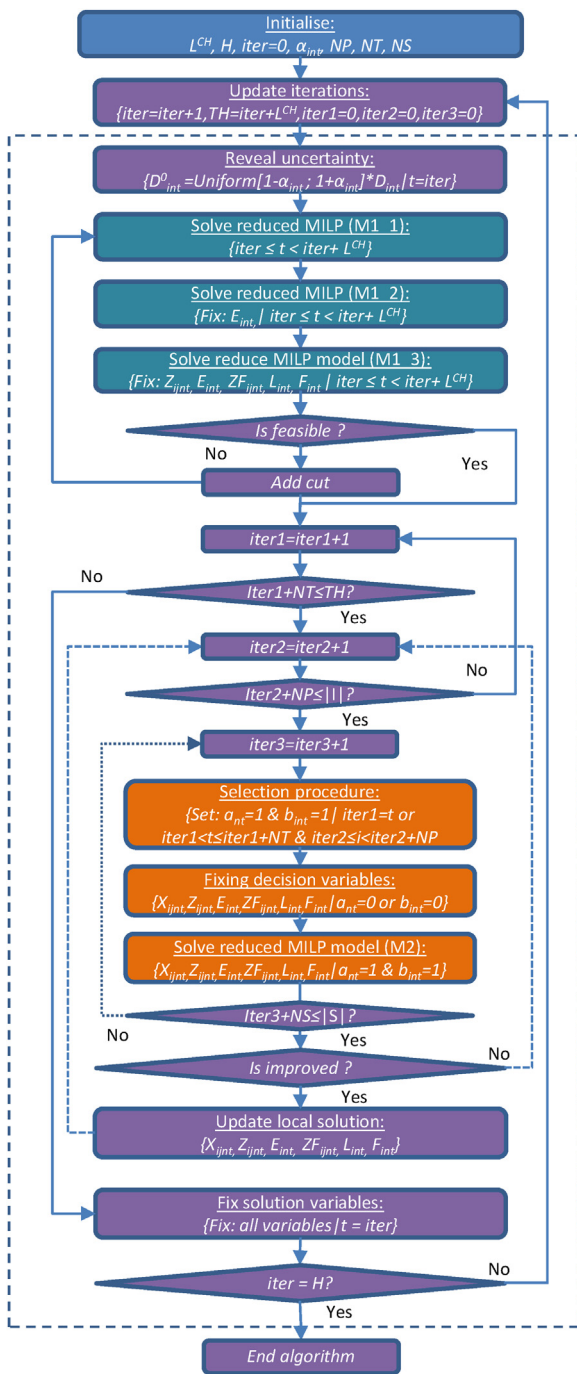 Initialise:
L^CH, H, iter=0, α_int, NP, NT, NS
Update iterations:
{iter=iter+1,TH=iter+L^CH,iter1=0,iter2=0,iter3=0}
Reveal uncertainty:
{D^0_int =Uniform[1-α_int ; 1+α_int]*D_int|t=iter}
Solve reduced MILP (M1_1):
{iter ≤ t < iter+ L^CH}
Solve reduced MILP (M1_2):
{Fix: E_int,| iter ≤ t < iter+ L^CH}
Solve reduce MILP model (M1_3):
{Fix: Z_ijnt, E_int, ZF_ijnt, L_int, F_int | iter ≤ t < iter+ L^CH}
Is feasible ?
No
Yes
Add cut
iter1=iter1+1
No
Iter1+NT≤TH?
Yes
iter2=iter2+1
No
Iter2+NP≤|I|?
Yes
iter3=iter3+1
Selection procedure:
{Set: a_nt=1 & b_int=1| iter1=t or
iter1<t≤iter1+NT & iter2≤i<iter2+NP
Fixing decision variables:
{X_ijnt,Z_ijnt,E_int,ZF_ijnt,L_int,F_int|a_nt=0 or b_int=0}
Solve reduced MILP model (M2):
{X_ijnt,Z_ijnt,E_int,ZF_ijnt,L_int,F_int|a_nt=1 & b_int=1}
Iter3+NS≤|S|?
No
Yes
No
Is improved ?
Yes
Update local solution:
{X_ijnt, Z_ijnt, E_int, ZF_ijnt, L_int, F_int}
Fix solution variables:
{Fix: all variables|t = iter}
No
iter = H?
Yes
End algorithm